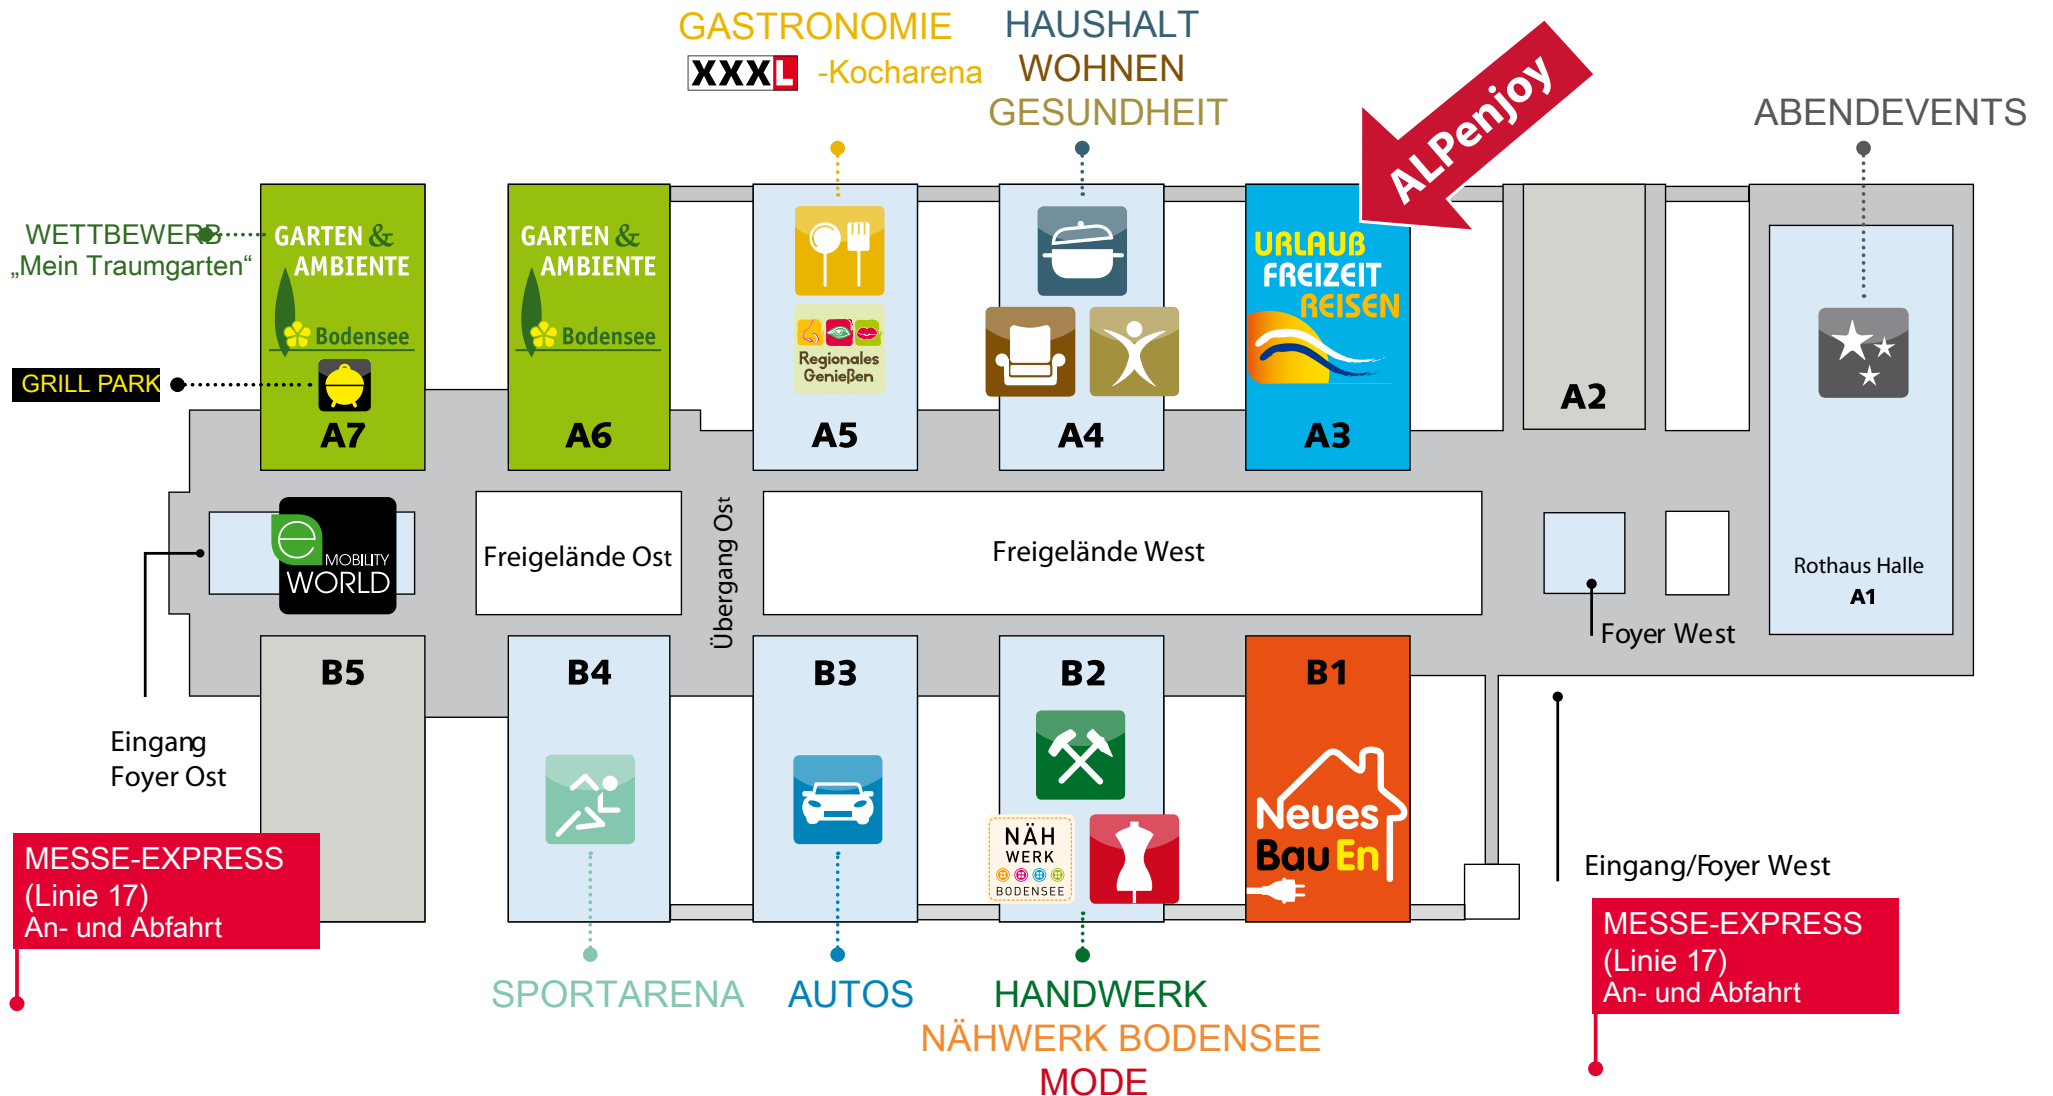 GASTRONOMIE
XXXL -Kocharena
HAUSHALT
WOHNEN
GESUNDHEIT
ALPenjoy
ABENDEVENTS
WETTBEWERB
„Mein Traumgarten“
GRILL PARK
GARTEN &
AMBIENTE
Bodensee
A7
GARTEN &
AMBIENTE
Bodensee
A6
Regionales
Genießen
A5
A4
URLAUB
FREIZEIT
REISEN
A3
A2
Rothaus Halle
A1
e
MOBILITY
WORLD
Freigelände Ost
Übergang Ost
Freigelände West
Foyer West
Eingang
Foyer Ost
B5
B4
B3
B2
NÄH
WERK
BODENSEE
B1
Neues
BauEn
MESSE-EXPRESS
(Linie 17)
An- und Abfahrt
Eingang/Foyer West
MESSE-EXPRESS
(Linie 17)
An- und Abfahrt
SPORTARENA
AUTOS
HANDWERK
NÄHWERK BODENSEE
MODE